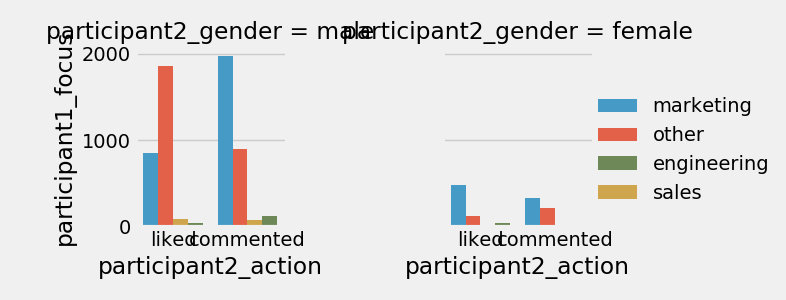 participant2_gender = male
participant2_gender = female
participant1_focus
2000
1000
0
liked
commented
participant2_action
liked
commented
participant2_action
marketing
other
engineering
sales